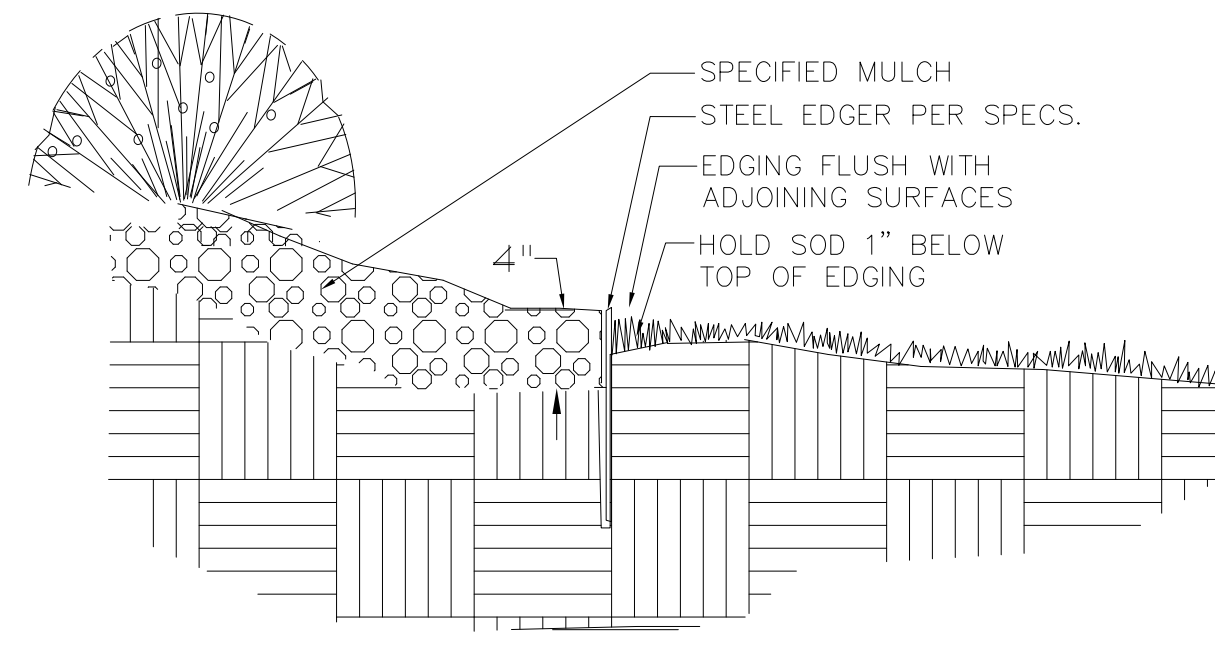 SPECIFIED MULCH
STEEL EDGER PER SPECS.
EDGING FLUSH WITH
ADJOINING SURFACES
HOLD SOD 1” BELOW
TOP OF EDGING
4"